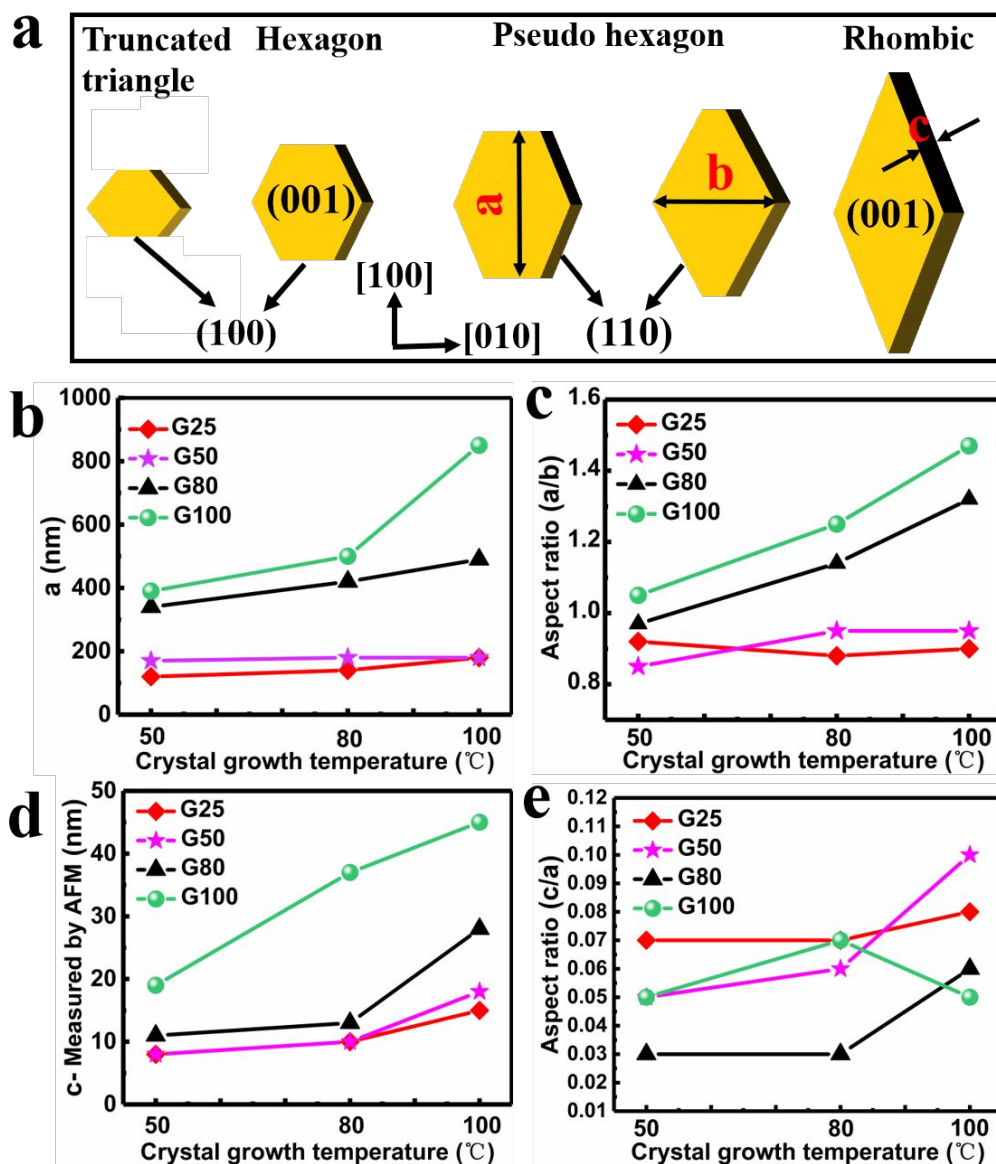 a
Truncated
triangle
Hexagon
Pseudo hexagon
Rhombic
(001)
a
b
c
(001)
(100)
[100]
[010]
(110)
b
1000
800
600
400
200
0
a (nm)
G25
G50
G80
G100
50
80
100
Crystal growth temperature (℃)
c
1.6
1.4
1.2
1.0
0.8
Aspect ratio (a/b)
G25
G50
G80
G100
50
80
100
Crystal growth temperature (℃)
d
50
40
30
20
10
0
c- Measured by AFM (nm)
G25
G50
G80
G100
50
80
100
Crystal growth temperature (℃)
e
0.12
0.11
0.10
0.09
0.08
0.07
0.06
0.05
0.04
0.03
0.02
0.01
Aspect ratio (c/a)
G25
G50
G80
G100
50
80
100
Crystal growth temperature (℃)